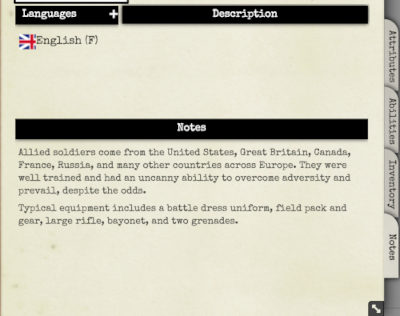 Languages + Description
English (F)
Notes
Allied soldiers come from the United States, Great Britain, Canada,
France, Russia, and many other countries across Europe. They were
well trained and had an uncanny ability to overcome adversity and
prevail, despite the odds.
Typical equipment includes a battle dress uniform, field pack and
gear, large rifle, bayonet, and two grenades.
Attributes
Abilities
Inventory
Notes